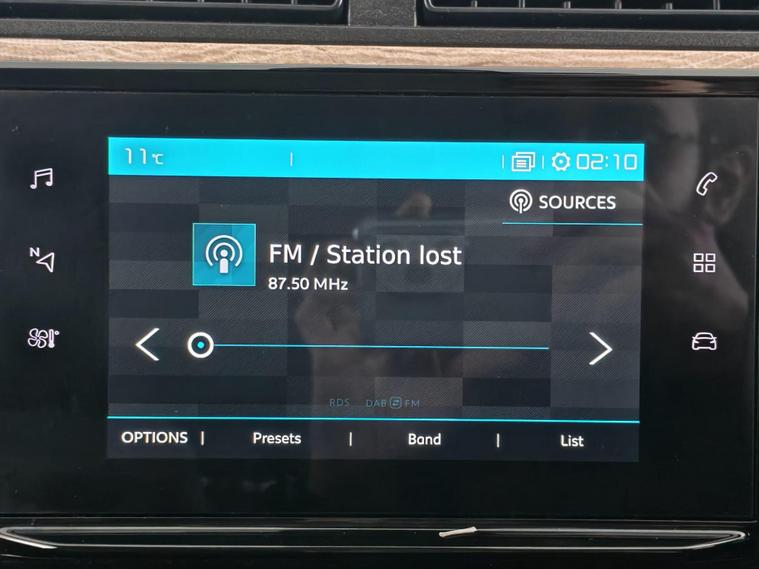 11°C
02:10
SOURCES
FM / Station lost
87.50 MHz
N
RDS DAB FM
OPTIONS | Presets | Band | List